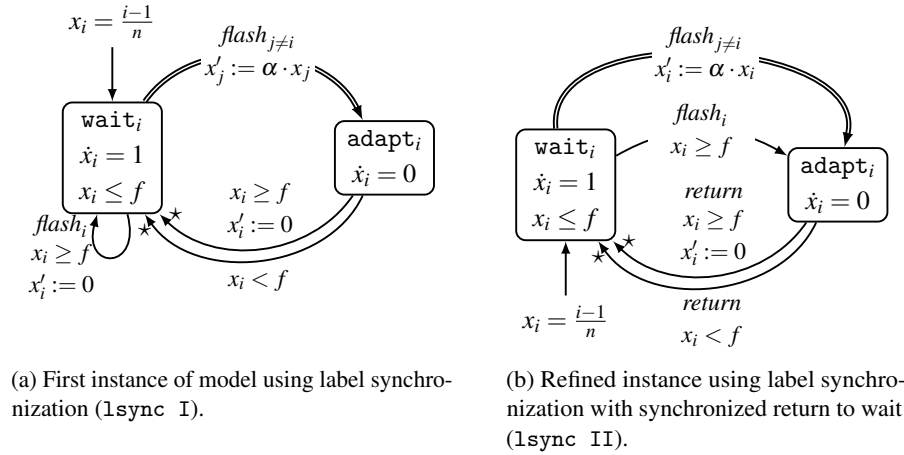 x_i = \frac{i-1}{n}
flash_{j≠i}
x'_j := α · x_j
wait_i
ẋ_i = 1
x_i ≤ f
adapt_i
ẋ_i = 0
flash_i
x_i ≥ f
x'_i := 0
⋆
⋆
x_i ≥ f
x'_i := 0
x_i < f
(a) First instance of model using label synchro-
nization (lsync I).
flash_{j≠i}
x'_i := α · x_i
wait_i
ẋ_i = 1
x_i ≤ f
flash_i
x_i ≥ f
adapt_i
ẋ_i = 0
return
x_i ≥ f
x'_i := 0
⋆
⋆
x_i = \frac{i-1}{n}
return
x_i < f
(b) Refined instance using label synchro-
nization with synchronized return to wait
(lsync II).